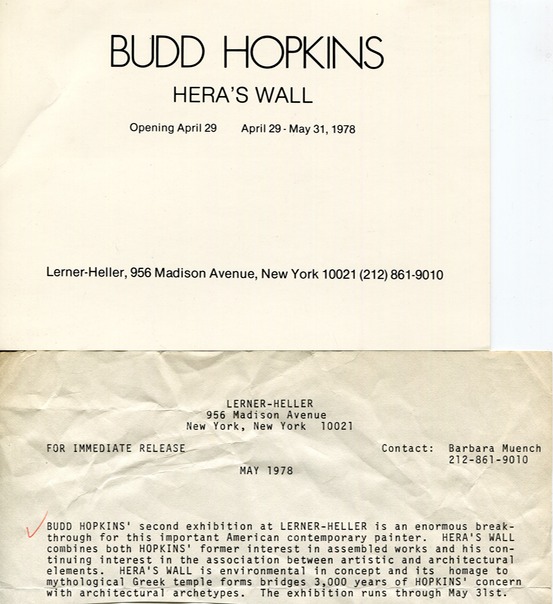 BUDD HOPKINS
HERA'S WALL
Opening April 29 April 29 - May 31, 1978
Lerner-Heller, 956 Madison Avenue, New York 10021 (212) 861-9010
LERNER-HELLER
956 Madison Avenue
New York, New York 10021
FOR IMMEDIATE RELEASE Contact: Barbara Muench
212-861-9010
MAY 1978
BUDD HOPKINS' second exhibition at LERNER-HELLER is an enormous break-
through for this important American contemporary painter. HERA'S WALL
combines both HOPKINS' former interest in assembled works and his con-
tinuing interest in the association between artistic and architectural
elements. HERA'S WALL is environmental in concept and its homage to
mythological Greek temple forms bridges 3,000 years of HOPKINS' concern
with architectural archetypes. The exhibition runs through May 31st.